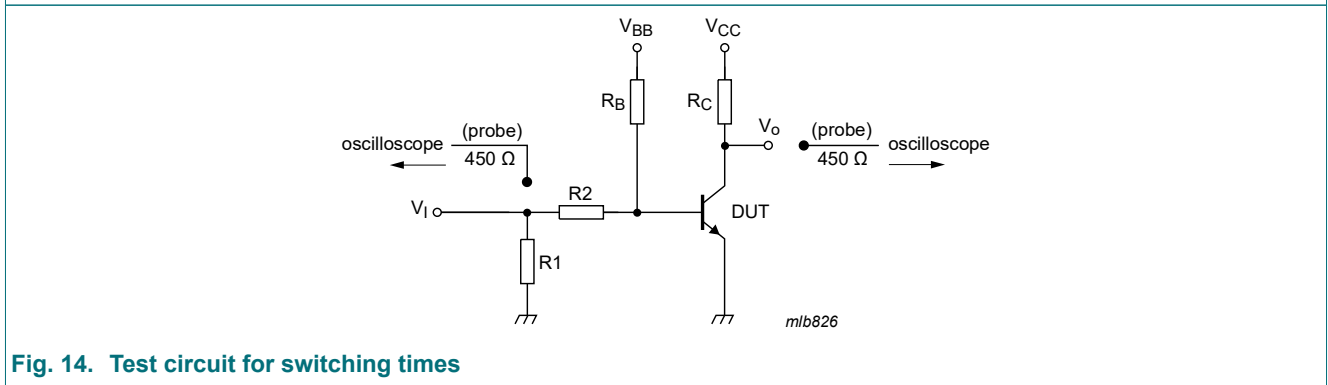 VBB
VCC
RB
RC
oscilloscope
(probe)
450 Ω
Vo
(probe)
450 Ω
oscilloscope
VI
R2
DUT
R1
mlb826
Fig. 14. Test circuit for switching times